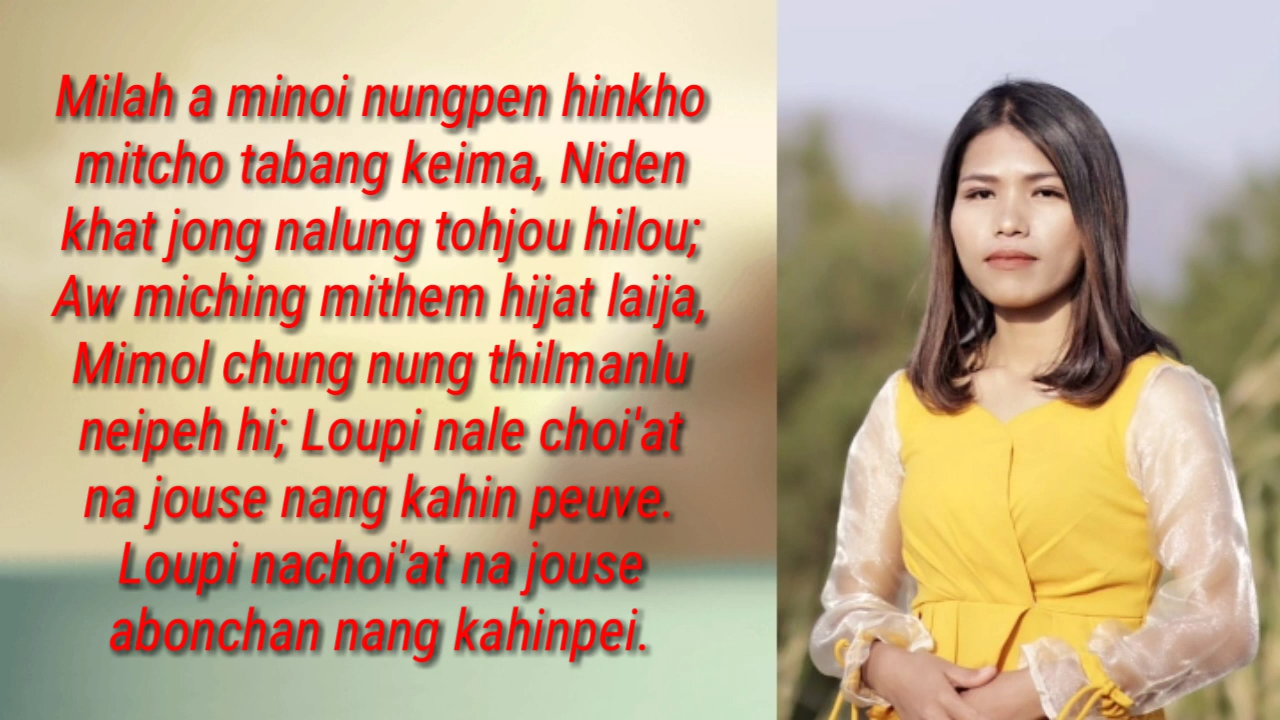 Milah a minoi nungpen hinkho
mitcho tabang keima, Niden
khat jong nalung tohjou hilou;
Aw miching mithem hijat laija,
Mimol chung nung thilmanlu
neipeh hi; Loupi nale choi'at
na jouse nang kahin peuve.
Loupi nachoi'at na jouse
abonchan nang kahinpei.